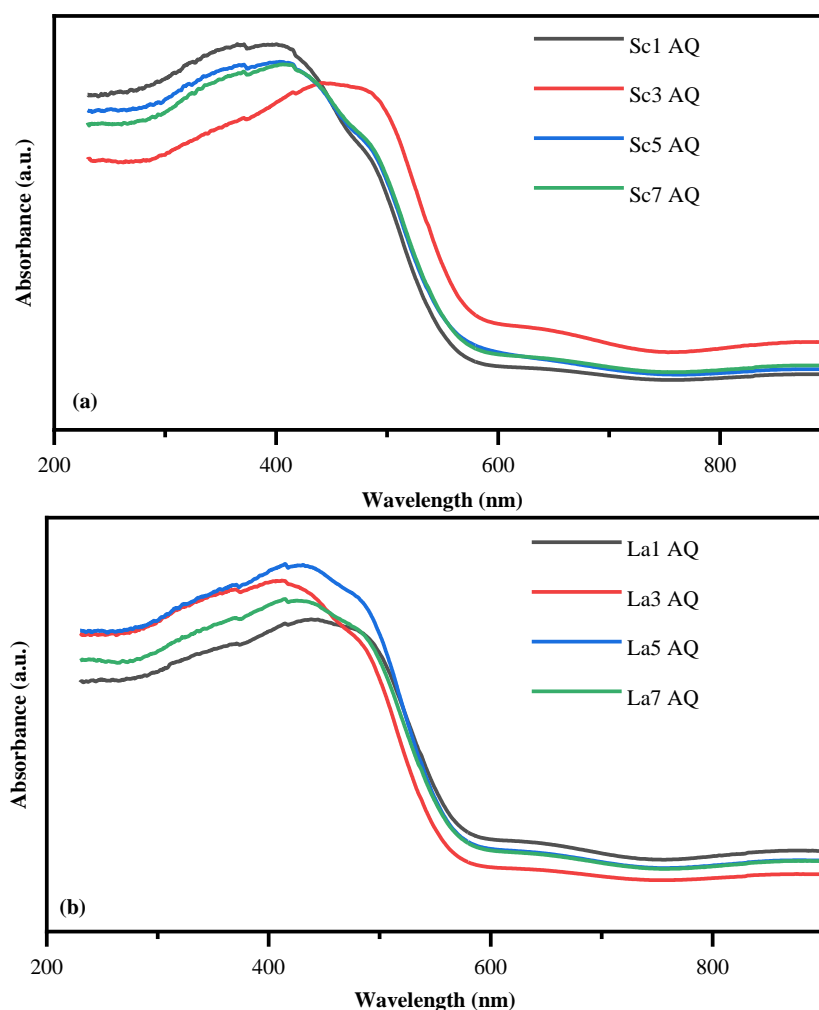 Sc1 AQ
Sc3 AQ
Sc5 AQ
Sc7 AQ
Absorbance (a.u.)
(a)
200 400 600 800
Wavelength (nm)
La1 AQ
La3 AQ
La5 AQ
La7 AQ
Absorbance (a.u.)
(b)
200 400 600 800
Wavelength (nm)